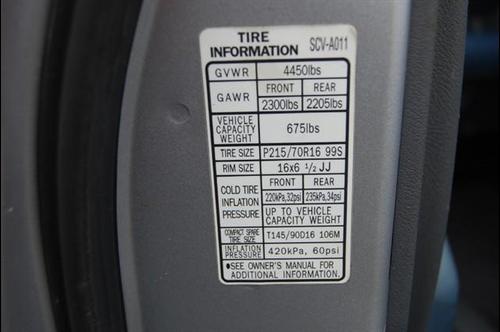 TIRE
INFORMATION SCV-A011
GVWR 4450lbs
GAWR FRONT REAR
2300lbs 2205lbs
VEHICLE
CAPACITY
WEIGHT 675lbs
TIRE SIZE P215/70R16 99S
RIM SIZE 16x6 1/2 JJ
COLD TIRE
INFLATION
PRESSURE FRONT REAR
220kPa,32psi 235kPa,34psi
UP TO VEHICLE
CAPACITY WEIGHT
COMPACT SPARE
TIRE SIZE T145/90D16 106M
INFLATION
PRESSURE 420kPa, 60psi
•SEE OWNER'S MANUAL FOR
ADDITIONAL INFORMATION.